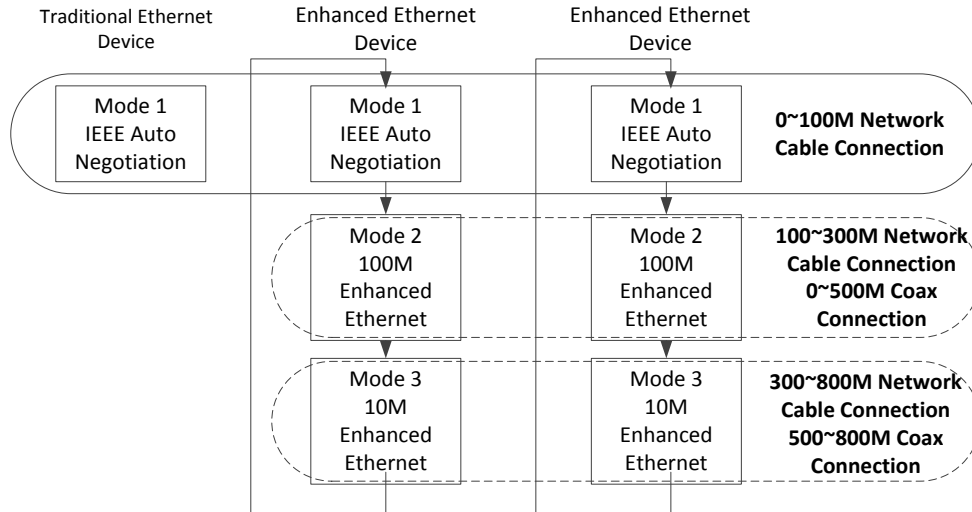 Traditional Ethernet
Device
Enhanced Ethernet
Device
Enhanced Ethernet
Device
Mode 1
IEEE Auto
Negotiation
Mode 1
IEEE Auto
Negotiation
Mode 1
IEEE Auto
Negotiation
0~100M Network
Cable Connection
Mode 2
100M
Enhanced
Ethernet
Mode 2
100M
Enhanced
Ethernet
100~300M Network
Cable Connection
0~500M Coax
Connection
Mode 3
10M
Enhanced
Ethernet
Mode 3
10M
Enhanced
Ethernet
300~800M Network
Cable Connection
500~800M Coax
Connection